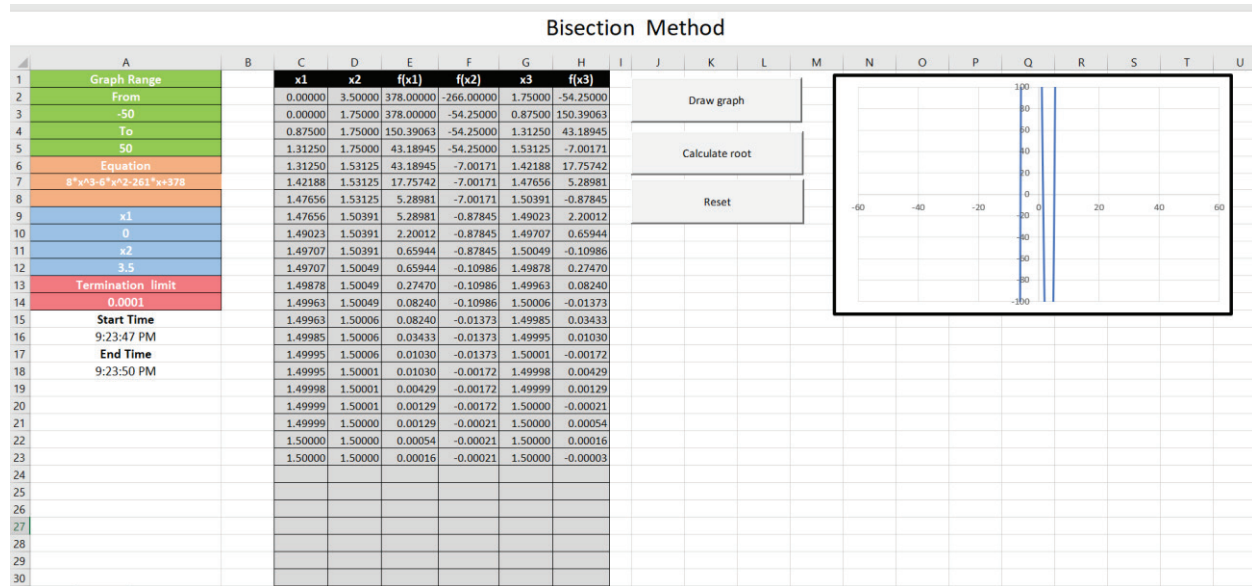 Bisection Method
A B C D E F G H I J K L M N O P Q R S T U
1 Graph Range x1 x2 f(x1) f(x2) x3 f(x3)
2 From 0.00000 3.50000 378.00000 -266.00000 1.75000 -54.25000
3 -50 0.00000 1.75000 378.00000 -54.25000 0.87500 150.39063
4 To 0.87500 1.75000 150.39063 -54.25000 1.31250 43.18945
5 50 1.31250 1.75000 43.18945 -54.25000 1.53125 -7.00171
6 Equation 1.31250 1.53125 43.18945 -7.00171 1.42188 17.75742
7 8*x^3-6*x^2-261*x+378 1.42188 1.53125 17.75742 -7.00171 1.47656 5.28981
8 1.47656 1.53125 5.28981 -7.00171 1.50391 -0.87845
9 x1 1.47656 1.50391 5.28981 -0.87845 1.49023 2.20012
10 0 1.49023 1.50391 2.20012 -0.87845 1.49707 0.65944
11 x2 1.49707 1.50391 0.65944 -0.87845 1.50049 -0.10986
12 3.5 1.49707 1.50049 0.65944 -0.10986 1.49878 0.27470
13 Termination limit 1.49878 1.50049 0.27470 -0.10986 1.49963 0.08240
14 0.0001 1.49963 1.50049 0.08240 -0.10986 1.50006 -0.01373
15 Start Time 1.49963 1.50006 0.08240 -0.01373 1.49985 0.03433
16 9:23:47 PM 1.49985 1.50006 0.03433 -0.01373 1.49995 0.01030
17 End Time 1.49995 1.50006 0.01030 -0.01373 1.50001 -0.00172
18 9:23:50 PM 1.49995 1.50001 0.01030 -0.00172 1.49998 0.00429
19 1.49998 1.50001 0.00429 -0.00172 1.49999 0.00129
20 1.49999 1.50001 0.00129 -0.00172 1.50000 -0.00021
21 1.49999 1.50000 0.00129 -0.00021 1.50000 0.00054
22 1.50000 1.50000 0.00054 -0.00021 1.50000 0.00016
23 1.50000 1.50000 0.00016 -0.00021 1.50000 -0.00003
24
25
26
27
28
29
30
Draw graph
Calculate root
Reset
100
80
60
40
20
0
-60 -40 -20 0 20 40 60
-20
-40
-60
-80
-100